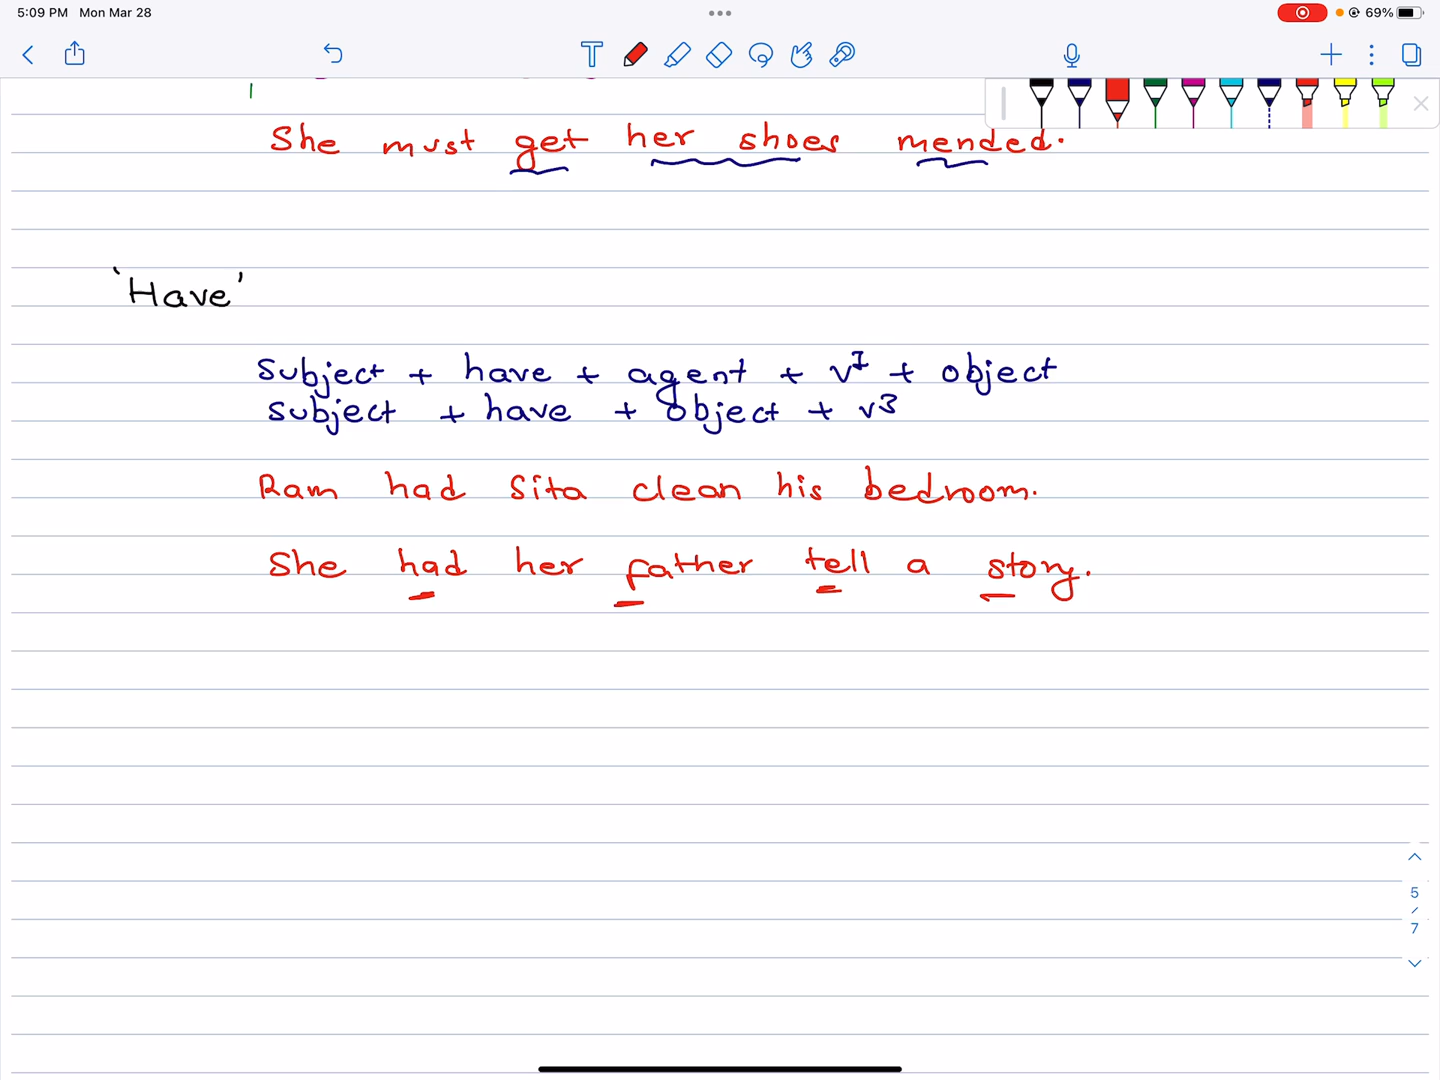 5:09 PM Mon Mar 28
69%
She must get her shoes mended.
'Have'
Subject + have + agent + v1 + object
subject + have + object + v3
Ram had Sita clean his bedroom.
She had her father tell a story.
5
/
7